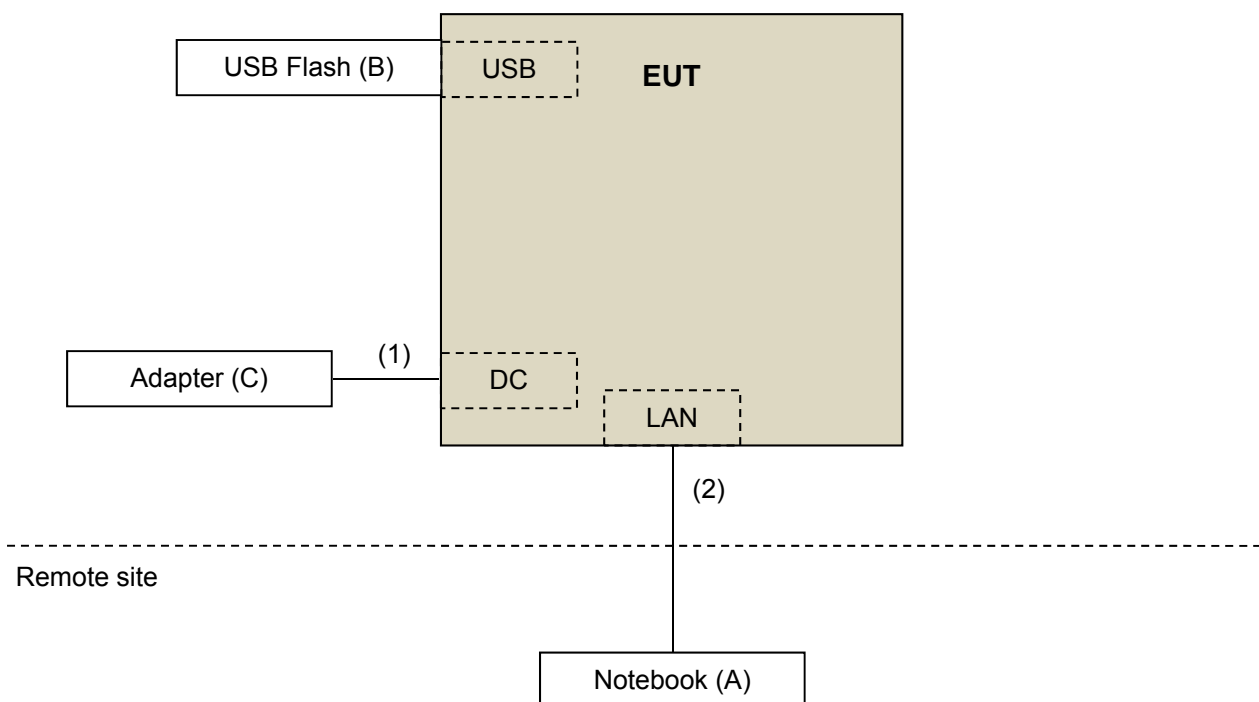 USB Flash (B)
USB
EUT
(1)
Adapter (C)
DC
LAN
(2)
Remote site
Notebook (A)